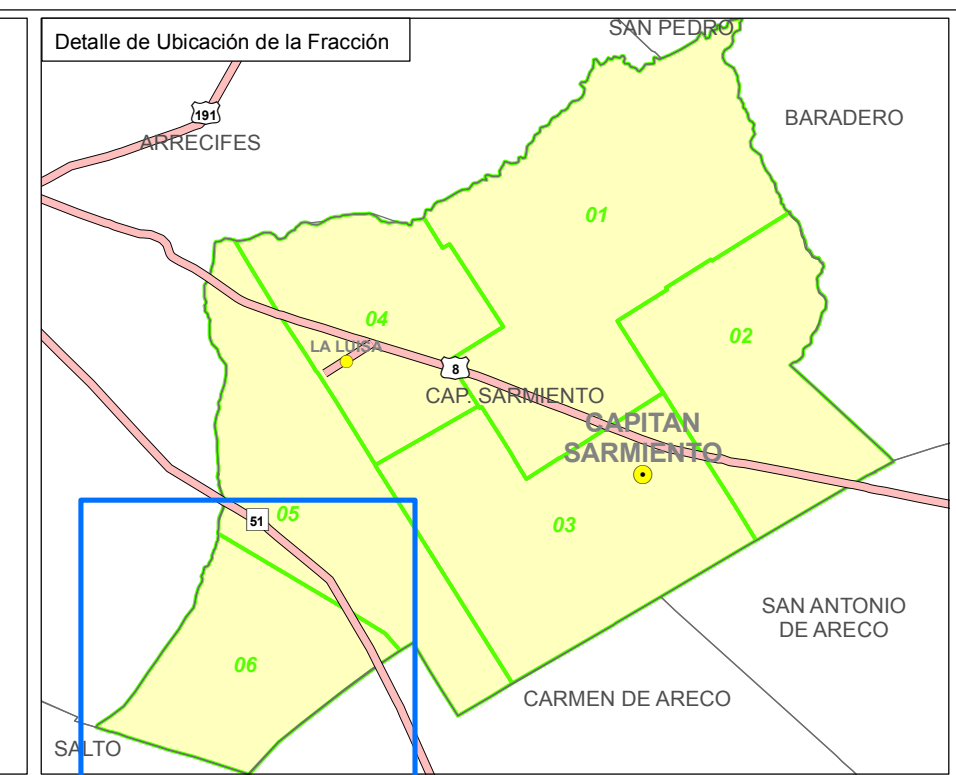 Detalle de Ubicación de la Fracción
SAN PEDRO
191
BARADERO
ARRECIFES
01
04
02
LA LUISA
8
CAP. SARMIENTO
CAPITAN
SARMIENTO
05
51
03
SAN ANTONIO
DE ARECO
06
CARMEN DE ARECO
SALTO